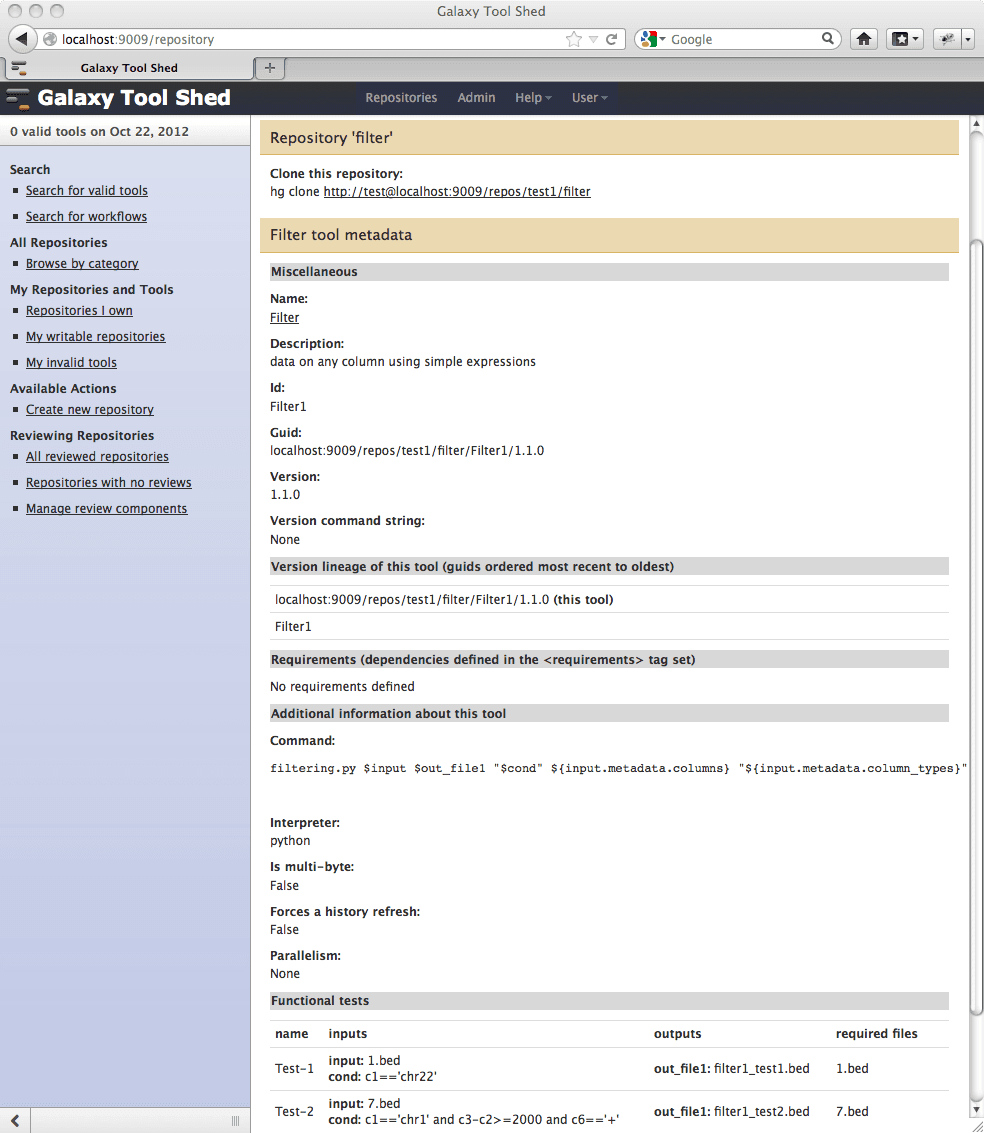 Galaxy Tool Shed
localhost:9009/repository
Google
Galaxy Tool Shed
Galaxy Tool Shed
Repositories Admin Help User
0 valid tools on Oct 22, 2012
Search
Search for valid tools
Search for workflows
All Repositories
Browse by category
My Repositories and Tools
Repositories I own
My writable repositories
My invalid tools
Available Actions
Create new repository
Reviewing Repositories
All reviewed repositories
Repositories with no reviews
Manage review components
Repository 'filter'
Clone this repository:
hg clone http://test@localhost:9009/repos/test1/filter
Filter tool metadata
Miscellaneous
Name:
Filter
Description:
data on any column using simple expressions
Id:
Filter1
Guid:
localhost:9009/repos/test1/filter/Filter1/1.1.0
Version:
1.1.0
Version command string:
None
Version lineage of this tool (guids ordered most recent to oldest)
localhost:9009/repos/test1/filter/Filter1/1.1.0 (this tool)
Filter1
Requirements (dependencies defined in the <requirements> tag set)
No requirements defined
Additional information about this tool
Command:
filtering.py $input $out_file1 "$cond" ${input.metadata.columns} "${input.metadata.column_types}"
Interpreter:
python
Is multi-byte:
False
Forces a history refresh:
False
Parallelism:
None
Functional tests
name inputs outputs required files
Test-1 input: 1.bed
cond: c1=='chr22' out_file1: filter1_test1.bed 1.bed
Test-2 input: 7.bed
cond: c1=='chr1' and c3-c2>=2000 and c6=='+' out_file1: filter1_test2.bed 7.bed